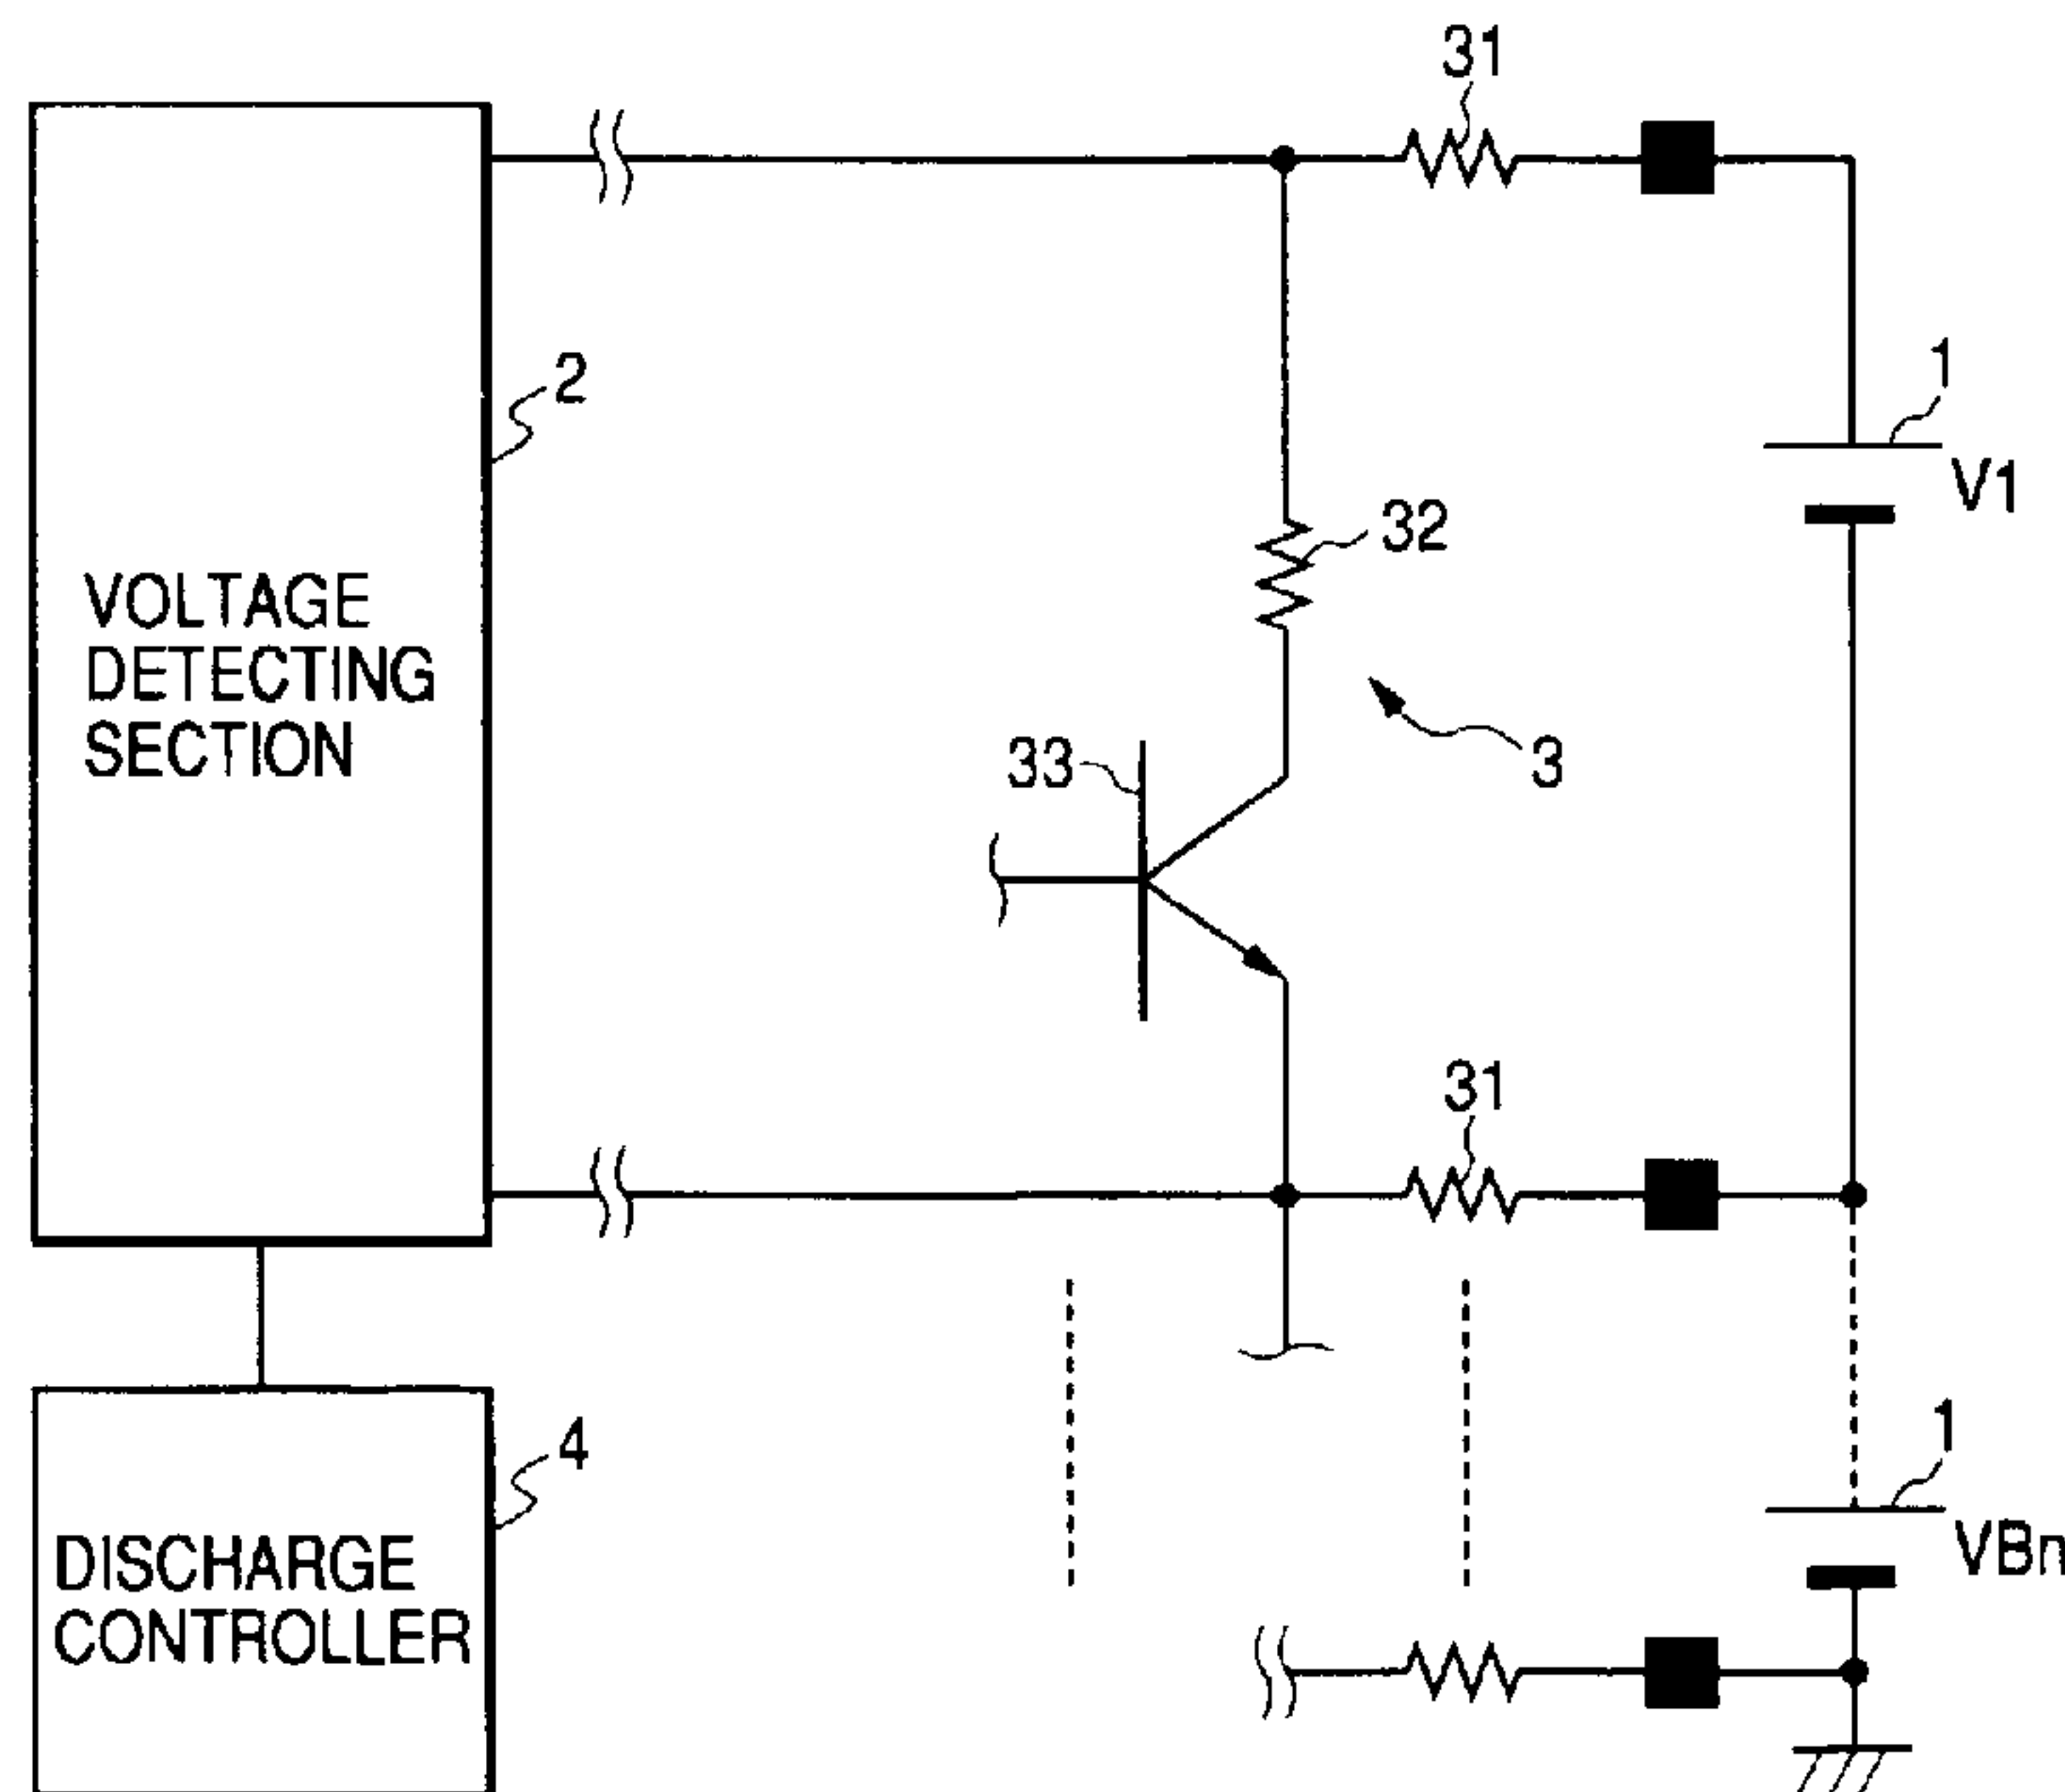 31
1
2
V1
32
VOLTAGE
DETECTING
SECTION
33
3
31
4
1
VBn
DISCHARGE
CONTROLLER